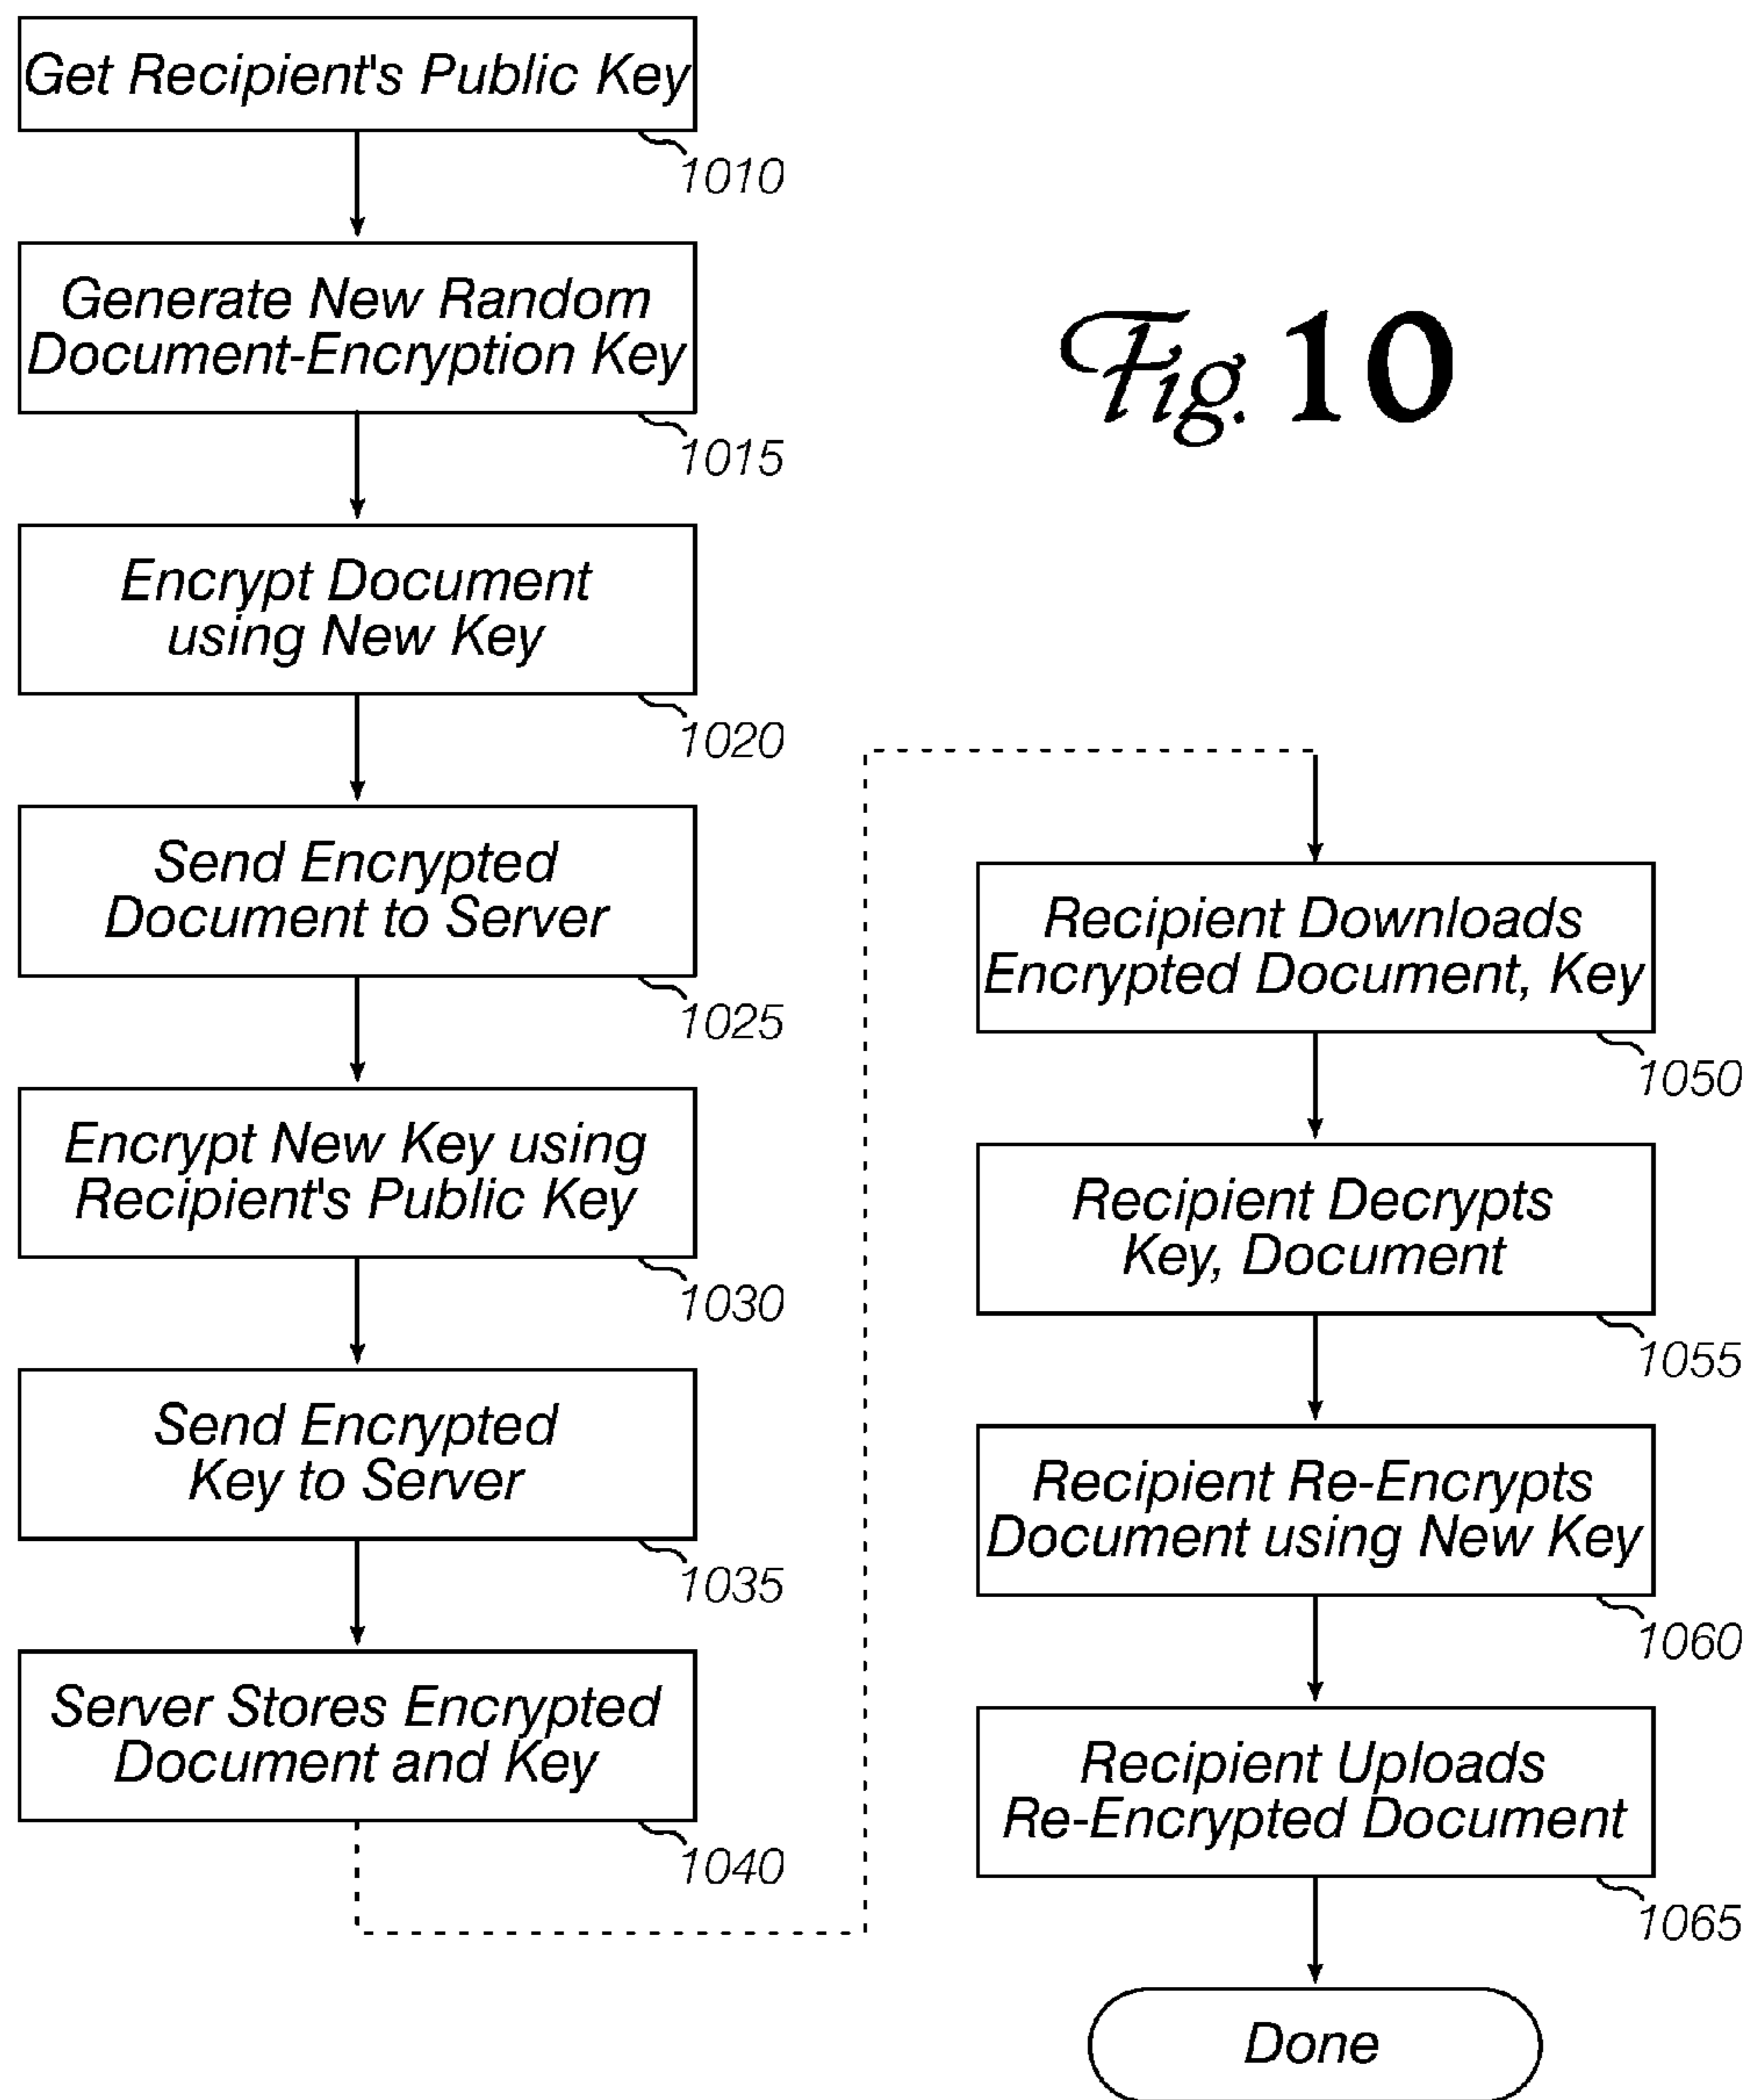 Get Recipient's Public Key
1010
Generate New Random
Document-Encryption Key
1015
Encrypt Document
using New Key
1020
Send Encrypted
Document to Server
1025
Encrypt New Key using
Recipient's Public Key
1030
Send Encrypted
Key to Server
1035
Server Stores Encrypted
Document and Key
1040
Fig. 10
Recipient Downloads
Encrypted Document, Key
1050
Recipient Decrypts
Key, Document
1055
Recipient Re-Encrypts
Document using New Key
1060
Recipient Uploads
Re-Encrypted Document
1065
Done